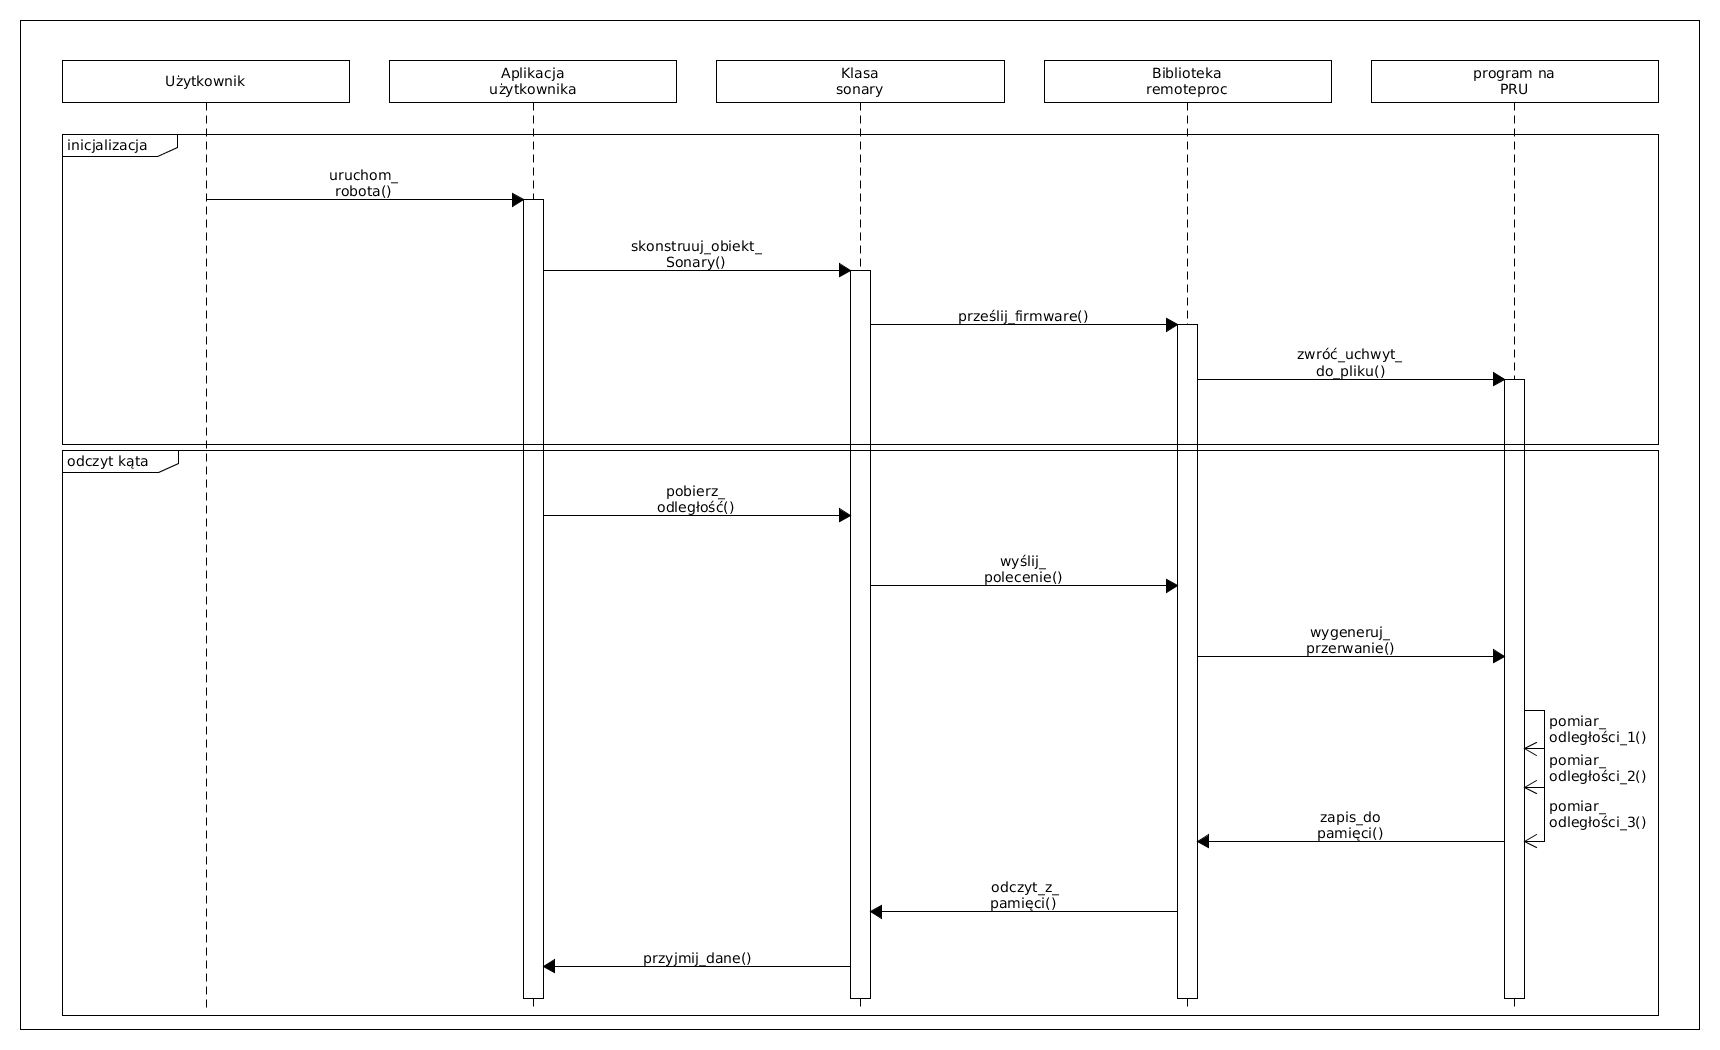 Użytkownik
Aplikacja
użytkownika
Klasa
sonary
Biblioteka
remoteproc
program na
PRU
inicjalizacja
uruchom_
robota()
skonstruuj_obiekt_
Sonary()
prześlij_firmware()
zwróć_uchwyt_
do_pliku()
odczyt kąta
pobierz_
odległość()
wyślij_
polecenie()
wygeneruj_
przerwanie()
pomiar_
odległości_1()
pomiar_
odległości_2()
pomiar_
odległości_3()
zapis_do
pamięci()
odczyt_z_
pamięci()
przyjmij_dane()